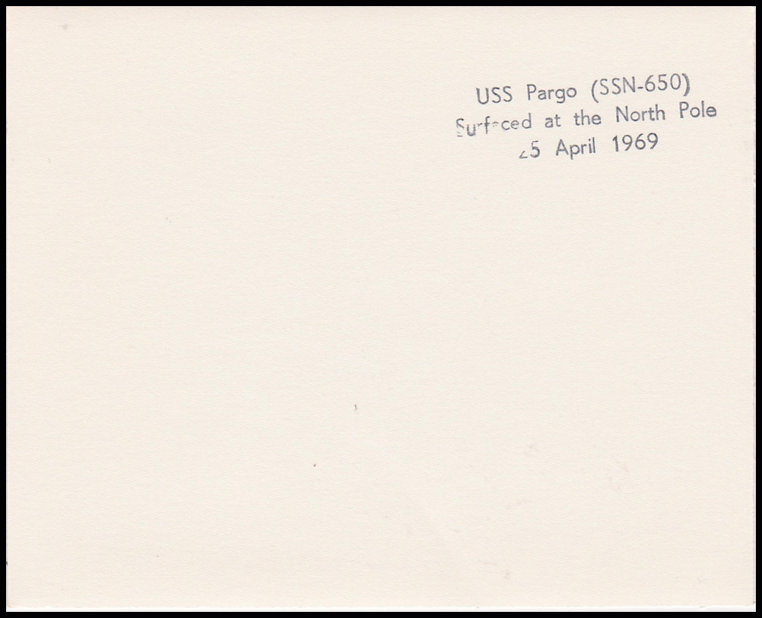 USS Pargo (SSN-650)
Surfaced at the North Pole
25 April 1969